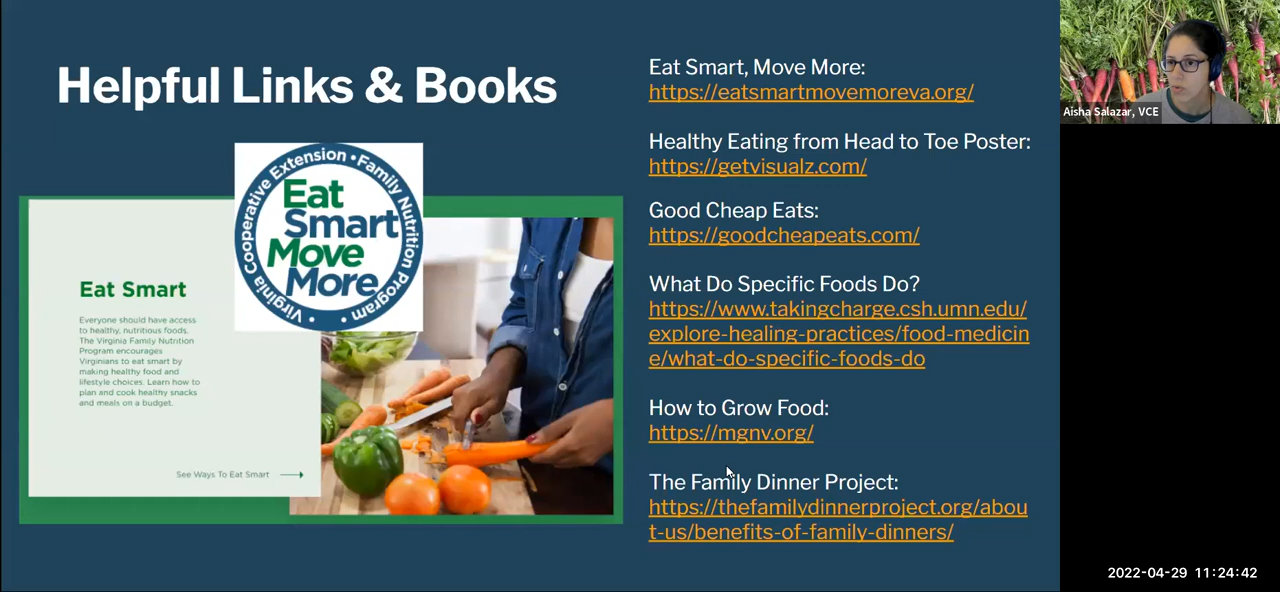 Helpful Links & Books
Virginia Cooperative Extension • Family Nutrition Program •
Eat
Smart
Move
More
Eat Smart
Everyone should have access
to healthy, nutritious foods.
The Virginia Family Nutrition
Program encourages
Virginians to eat smart by
making healthy food and
lifestyle choices. Learn how to
plan and cook healthy snacks
and meals on a budget.
See Ways To Eat Smart
Eat Smart, Move More:
https://eatsmartmovemoreva.org/
Healthy Eating from Head to Toe Poster:
https://getvisualz.com/
Good Cheap Eats:
https://goodcheapeats.com/
What Do Specific Foods Do?
https://www.takingcharge.csh.umn.edu/
explore-healing-practices/food-medicin
e/what-do-specific-foods-do
How to Grow Food:
https://mgnv.org/
The Family Dinner Project:
https://thefamilydinnerproject.org/abou
t-us/benefits-of-family-dinners/
Aisha Salazar, VCE
2022-04-29 11:24:42